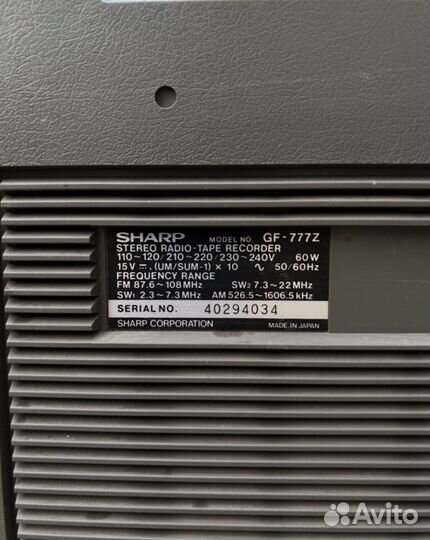 SHARP MODEL NO. GF-777Z
STEREO RADIO-TAPE RECORDER
110~120/210~220/230~240V 60W
15V ⎓, (UM/SUM-1) × 10 ∿ 50/60Hz
FREQUENCY RANGE
FM 87.6~108MHz SW2 7.3~22MHz
SW1 2.3~7.3MHz AM 526.5~1606.5kHz
SERIAL NO. 40294034
SHARP CORPORATION MADE IN JAPAN
Avito